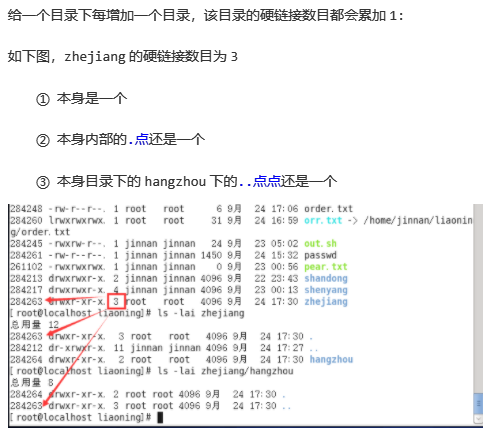 给一个目录下每增加一个目录，该目录的硬链接数目都会累加 1:
如下图，zhejiang 的硬链接数目为 3
① 本身是一个
② 本身内部的.点还是一个
③ 本身目录下的 hangzhou 下的..点点还是一个
284248 -rw-r--r--. 1 root root 6 9月 24 17:06 order.txt
284260 lrwxrwxrwx. 1 root root 31 9月 24 16:59 orr.txt -> /home/jinnan/liaonin
g/order.txt
284245 -rwxrw-r--. 1 jinnan jinnan 24 9月 23 05:02 out.sh
284261 -rw-r--r--. 1 jinnan jinnan 1450 9月 24 15:32 passwd
261102 -rwxrwxrwx. 1 jinnan jinnan 0 9月 23 00:56 pear.txt
284213 drwxrwxr-x. 2 jinnan jinnan 4096 9月 22 23:43 shandong
284217 drwxrwxr-x. 4 jinnan jinnan 4096 9月 23 00:13 shenyang
284263 drwxr-xr-x. 3 root root 4096 9月 24 17:30 zhejiang
[root@localhost liaoning]# ls -lai zhejiang
总用量 12
284263 drwxr-xr-x. 3 root root 4096 9月 24 17:30 .
284212 dr-xrwxr-x. 11 jinnan jinnan 4096 9月 24 17:30 ..
284264 drwxr-xr-x. 2 root root 4096 9月 24 17:30 hangzhou
[root@localhost liaoning]# ls -lai zhejiang/hangzhou
总用量 8
284264 drwxr-xr-x. 2 root root 4096 9月 24 17:30 .
284263 drwxr-xr-x. 3 root root 4096 9月 24 17:30 ..
[root@localhost liaoning]#